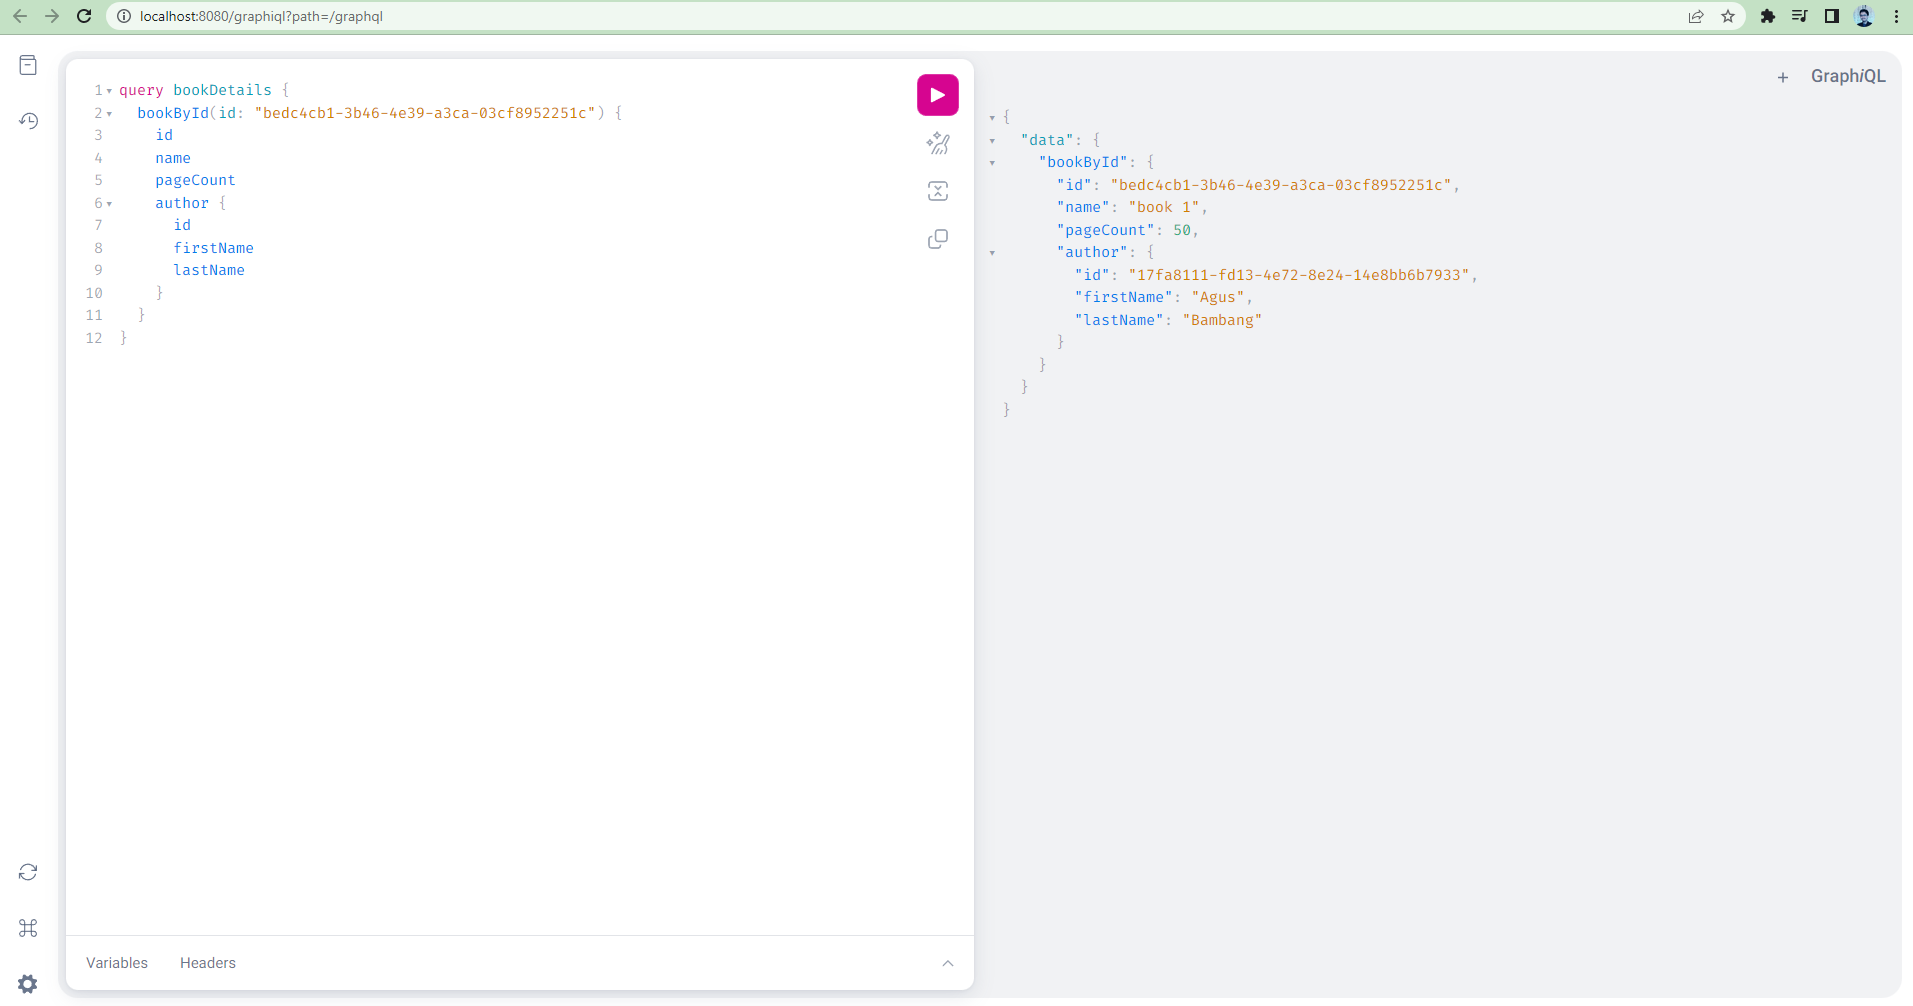 localhost:8080/graphiql?path=/graphql
1 query bookDetails {
2 bookById(id: "bedc4cb1-3b46-4e39-a3ca-03cf8952251c") {
3 id
4 name
5 pageCount
6 author {
7 id
8 firstName
9 lastName
10 }
11 }
12 }
Variables Headers
+ GraphiQL
{
"data": {
"bookById": {
"id": "bedc4cb1-3b46-4e39-a3ca-03cf8952251c",
"name": "book 1",
"pageCount": 50,
"author": {
"id": "17fa8111-fd13-4e72-8e24-14e8bb6b7933",
"firstName": "Agus",
"lastName": "Bambang"
}
}
}
}